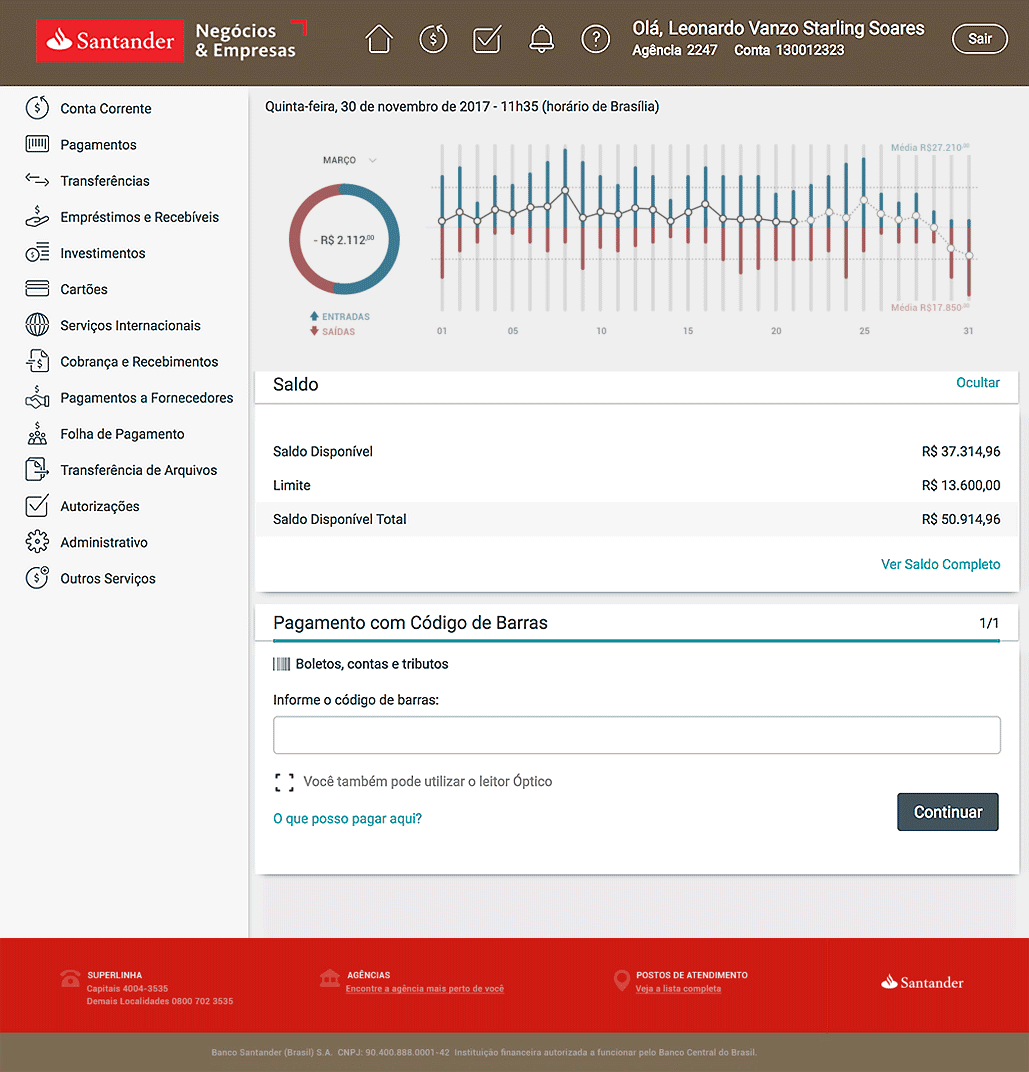 Santander
Negócios
& Empresas
Olá, Leonardo Vanzo Starling Soares
Agência 2247 Conta 130012323
Sair
Conta Corrente
Pagamentos
Transferências
Empréstimos e Recebíveis
Investimentos
Cartões
Serviços Internacionais
Cobrança e Recebimentos
Pagamentos a Fornecedores
Folha de Pagamento
Transferência de Arquivos
Autorizações
Administrativo
Outros Serviços
Quinta-feira, 30 de novembro de 2017 - 11h35 (horário de Brasília)
MARÇO
- R$ 2.112,00
ENTRADAS
SAÍDAS
Média R$27.210,00
Média R$17.850,00
01 05 10 15 20 25 31
Saldo
Ocultar
Saldo Disponível R$ 37.314,96
Limite R$ 13.600,00
Saldo Disponível Total R$ 50.914,96
Ver Saldo Completo
Pagamento com Código de Barras 1/1
Boletos, contas e tributos
Informe o código de barras:
Você também pode utilizar o leitor Óptico
O que posso pagar aqui?
Continuar
SUPERLINHA
Capitais 4004-3535
Demais Localidades 0800 702 3535
AGÊNCIAS
Encontre a agência mais perto de você
POSTOS DE ATENDIMENTO
Veja a lista completa
Santander
Banco Santander (Brasil) S.A. CNPJ: 90.400.888.0001-42 Instituição financeira autorizada a funcionar pelo Banco Central do Brasil.